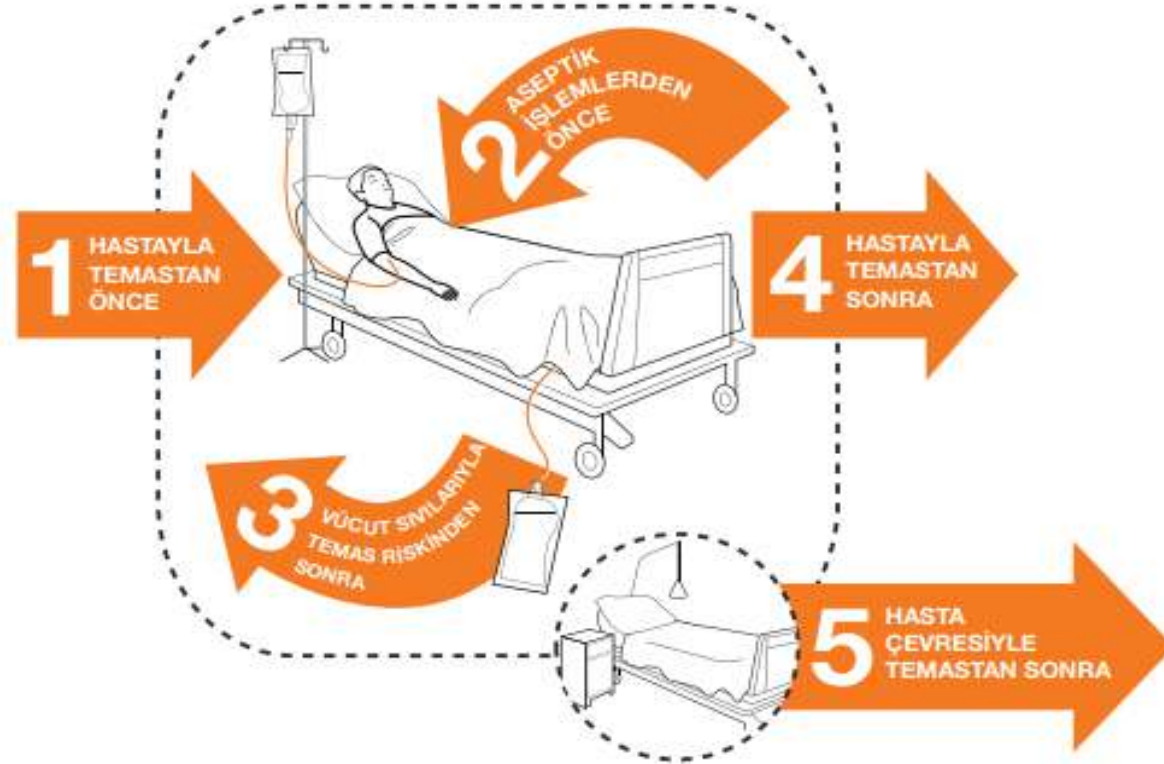 1
HASTAYLA
TEMASTAN
ÖNCE
2
ASEPTİK
İŞLEMLERDEN
ÖNCE
3
VÜCUT SIVILARIYLA
TEMAS RİSKİNDEN
SONRA
4
HASTAYLA
TEMASTAN
SONRA
5
HASTA
ÇEVRESİYLE
TEMASTAN SONRA